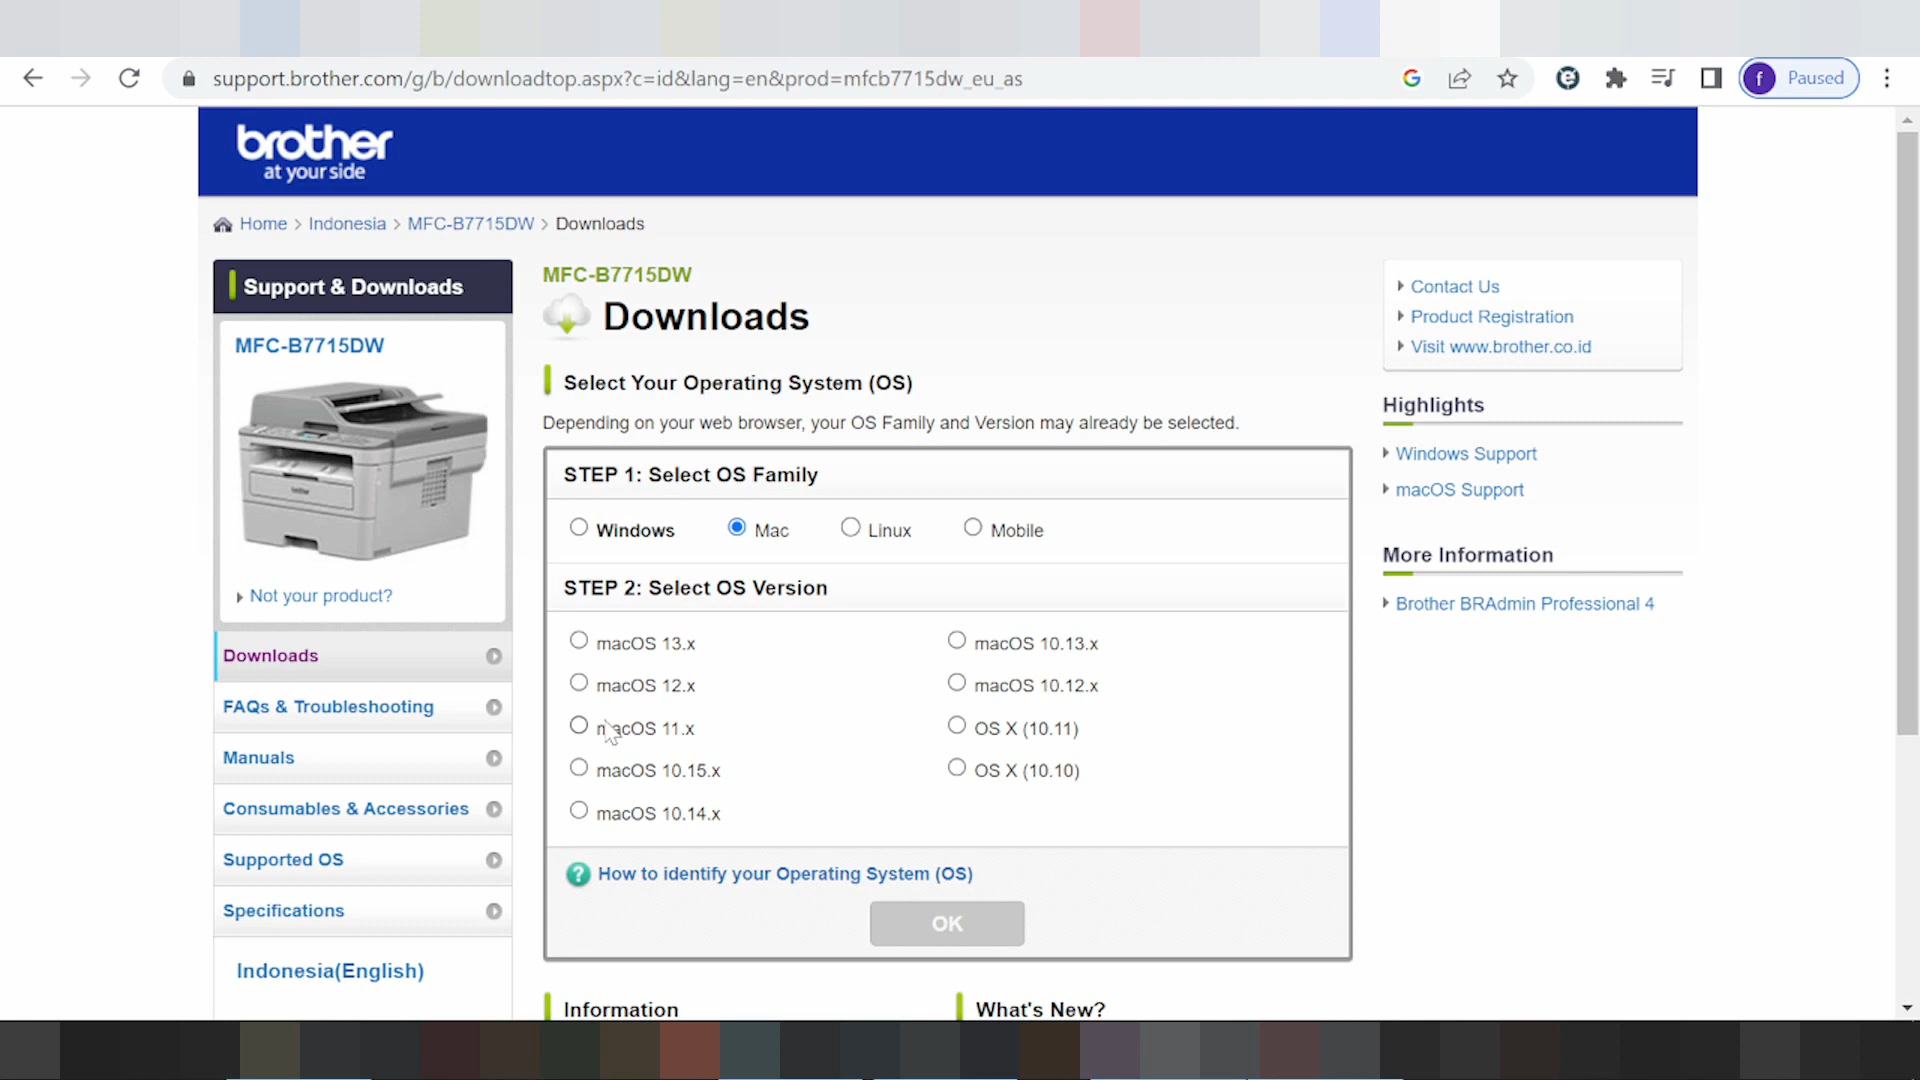 support.brother.com/g/b/downloadtop.aspx?c=id&lang=en&prod=mfcb7715dw_eu_as
f Paused
brother
at your side
Home > Indonesia > MFC-B7715DW > Downloads
Support & Downloads
MFC-B7715DW
Not your product?
Downloads
FAQs & Troubleshooting
Manuals
Consumables & Accessories
Supported OS
Specifications
Indonesia(English)
MFC-B7715DW
Downloads
Select Your Operating System (OS)
Depending on your web browser, your OS Family and Version may already be selected.
STEP 1: Select OS Family
Windows Mac Linux Mobile
STEP 2: Select OS Version
macOS 13.x macOS 10.13.x
macOS 12.x macOS 10.12.x
macOS 11.x OS X (10.11)
macOS 10.15.x OS X (10.10)
macOS 10.14.x
? How to identify your Operating System (OS)
OK
Information What's New?
Contact Us
Product Registration
Visit www.brother.co.id
Highlights
Windows Support
macOS Support
More Information
Brother BRAdmin Professional 4